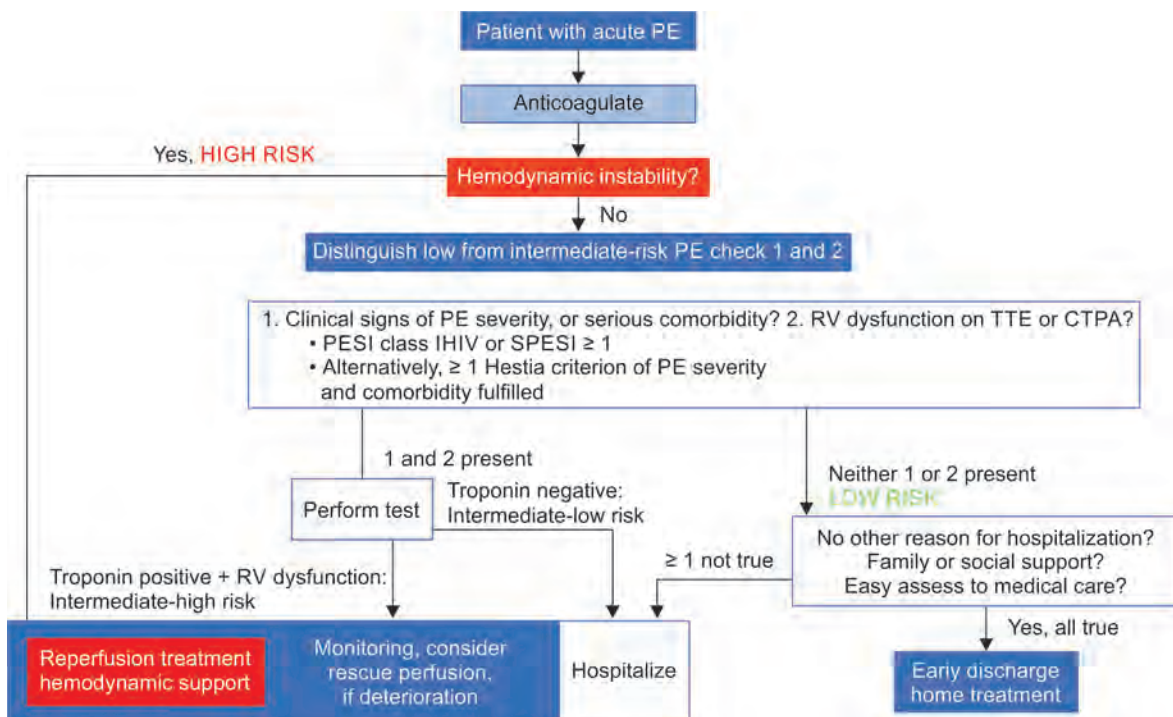 Patient with acute PE
Anticoagulate
Yes, HIGH RISK
Hemodynamic instability?
No
Distinguish low from intermediate-risk PE check 1 and 2
1. Clinical signs of PE severity, or serious comorbidity? 2. RV dysfunction on TTE or CTPA?
• PESI class IHIV or SPESI ≥ 1
• Alternatively, ≥ 1 Hestia criterion of PE severity
and comorbidity fulfilled
1 and 2 present
Neither 1 or 2 present
LOW RISK
Perform test
Troponin negative:
Intermediate-low risk
No other reason for hospitalization?
Family or social support?
Easy assess to medical care?
≥ 1 not true
Troponin positive + RV dysfunction:
Intermediate-high risk
Yes, all true
Reperfusion treatment
hemodynamic support
Monitoring, consider
rescue perfusion,
if deterioration
Hospitalize
Early discharge
home treatment